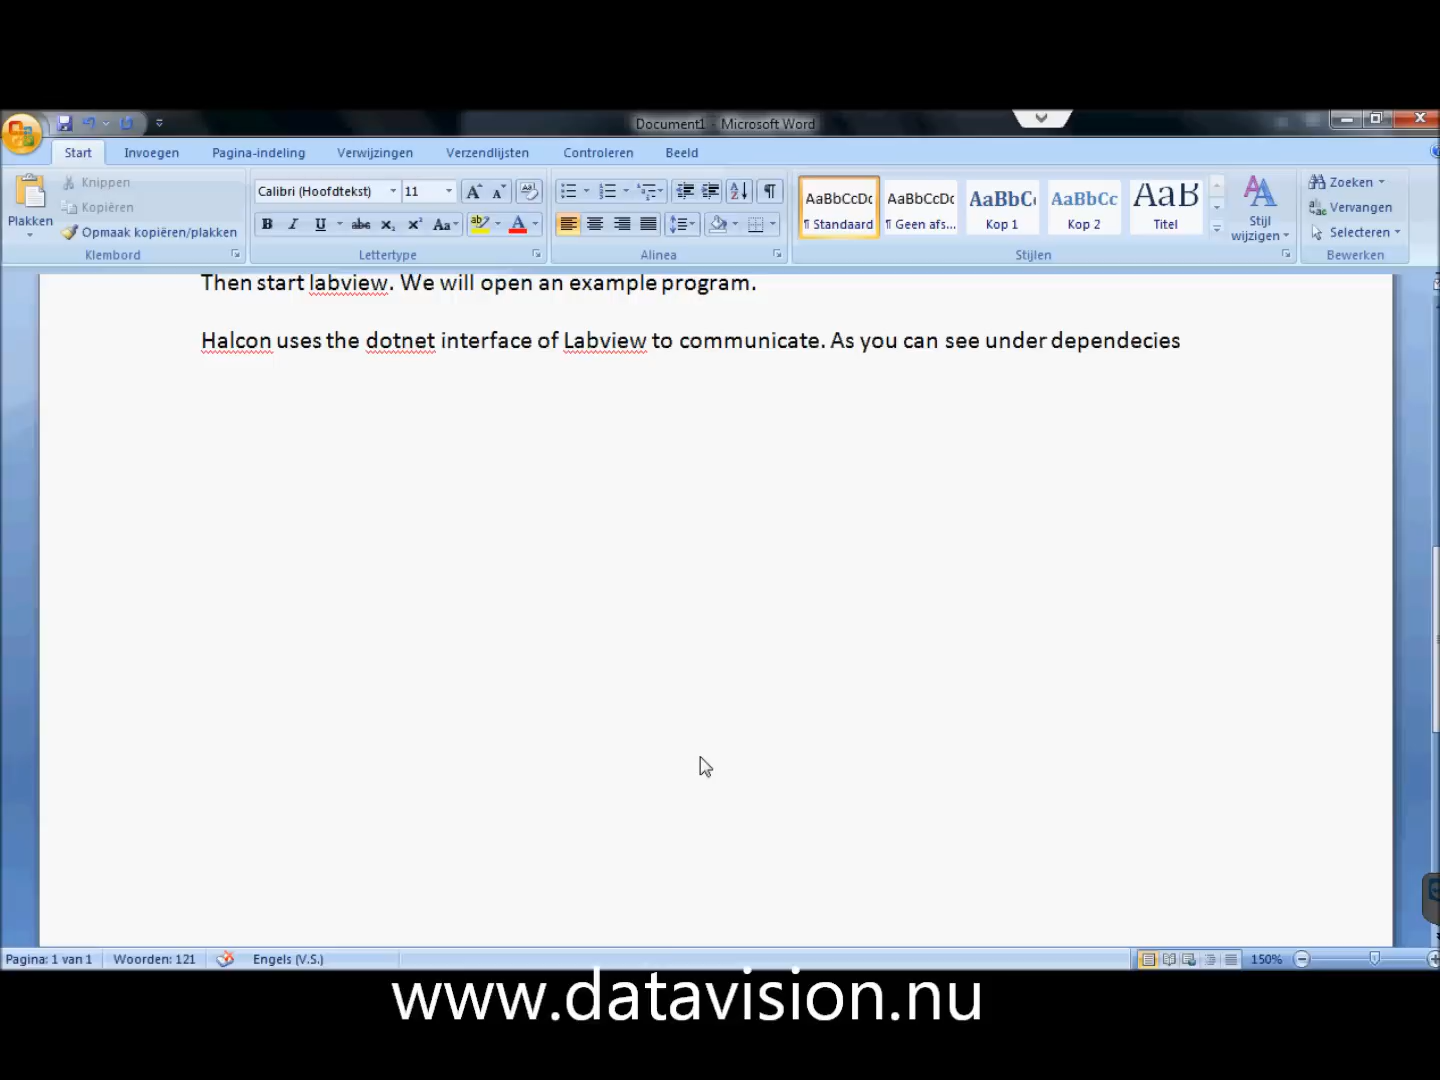 Document1 - Microsoft Word
Start Invoegen Pagina-indeling Verwijzingen Verzendlijsten Controleren Beeld
Plakken
Knippen
Kopiëren
Opmaak kopiëren/plakken
Klembord
Calibri (Hoofdtekst) 11
Lettertype
Alinea
AaBbCcDc AaBbCcDc AaBbC AaBbCc AaB
¶ Standaard ¶ Geen afs... Kop 1 Kop 2 Titel
Stijl wijzigen
Stijlen
Zoeken
Vervangen
Selecteren
Bewerken
Then start labview. We will open an example program.
Halcon uses the dotnet interface of Labview to communicate. As you can see under dependecies
Pagina: 1 van 1 Woorden: 121 Engels (V.S.) 150%
www.datavision.nu